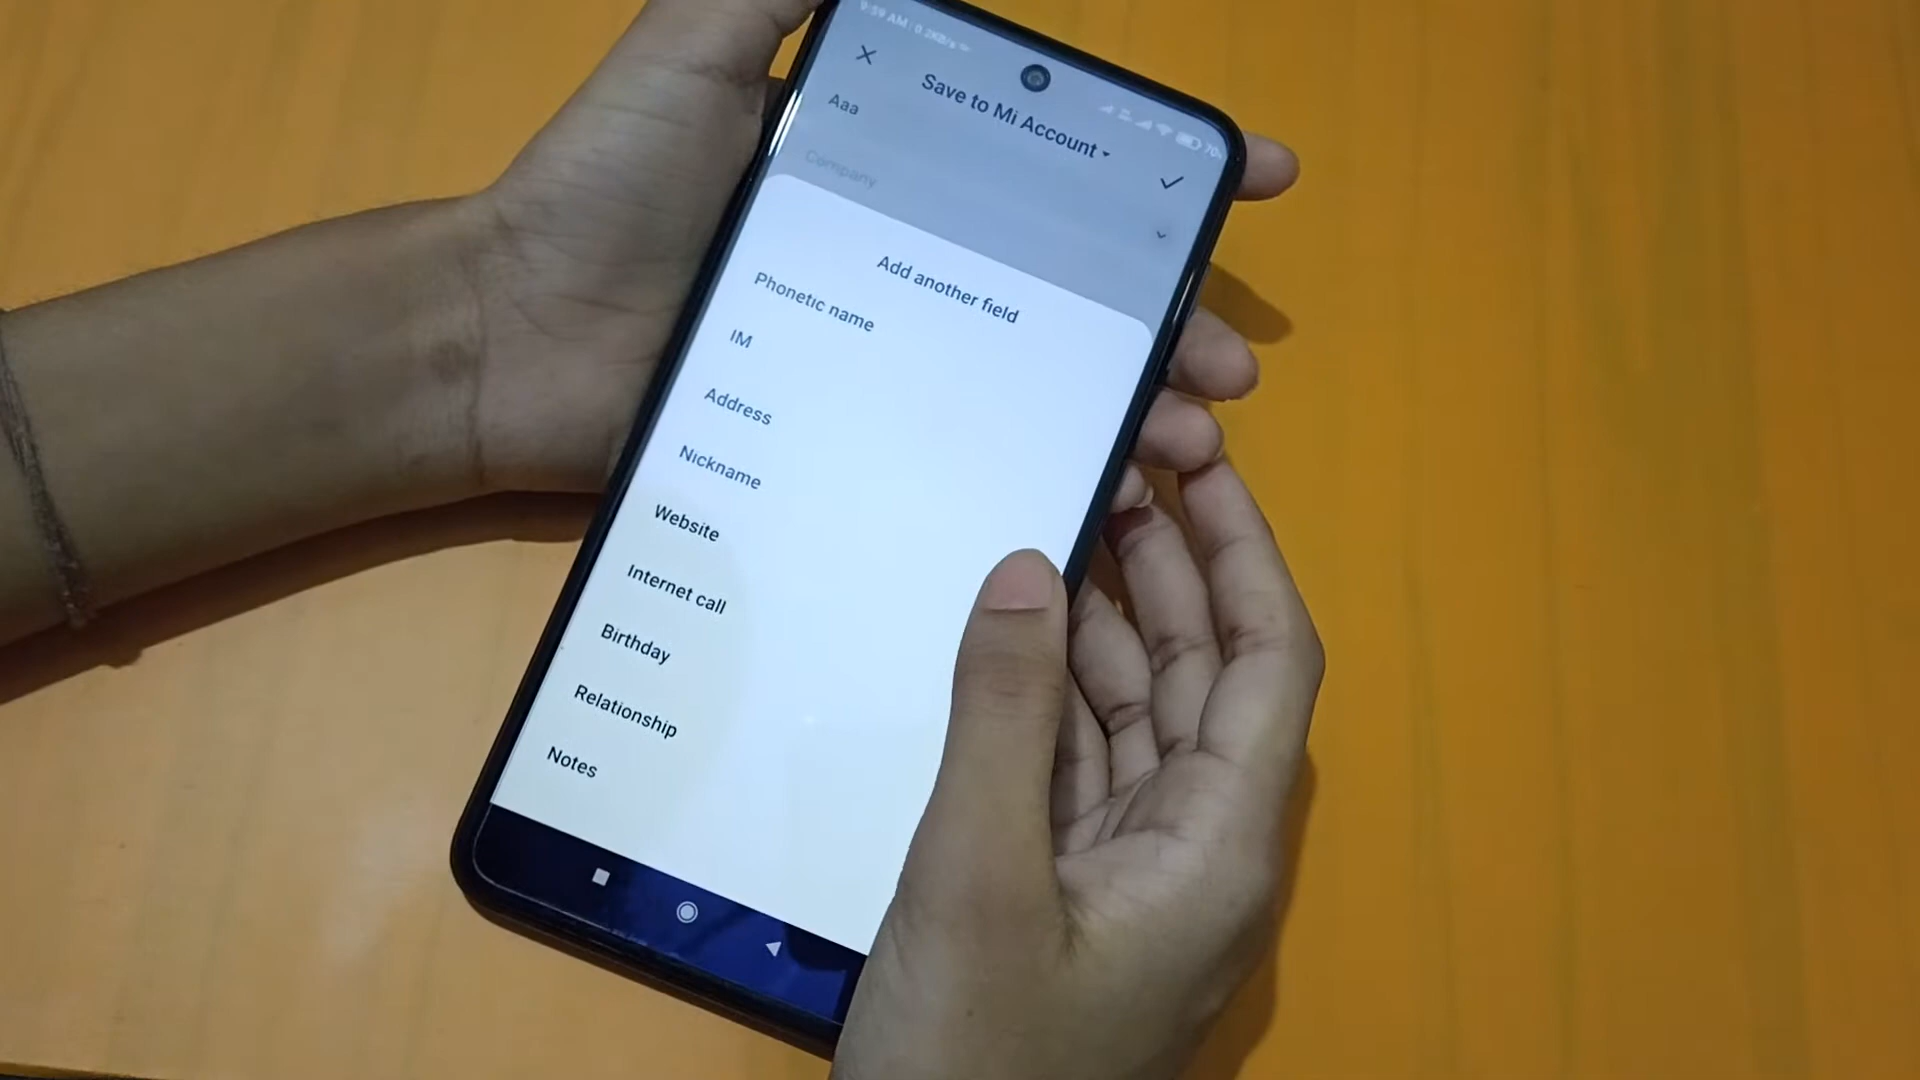 9:59 AM | 0.2KB/s
Save to Mi Account
Aaa
Company
Add another field
Phonetic name
IM
Address
Nickname
Website
Internet call
Birthday
Relationship
Notes